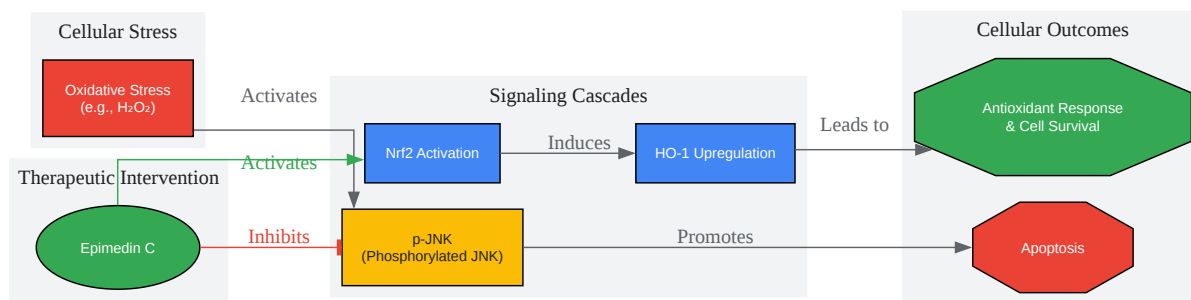 Cellular Stress
Oxidative Stress
(e.g., H₂O₂)
Activates
Therapeutic Intervention
Activates
Epimedin C
Inhibits
Signaling Cascades
Nrf2 Activation
Induces
HO-1 Upregulation
Leads to
p-JNK
(Phosphorylated JNK)
Promotes
Cellular Outcomes
Antioxidant Response
& Cell Survival
Apoptosis